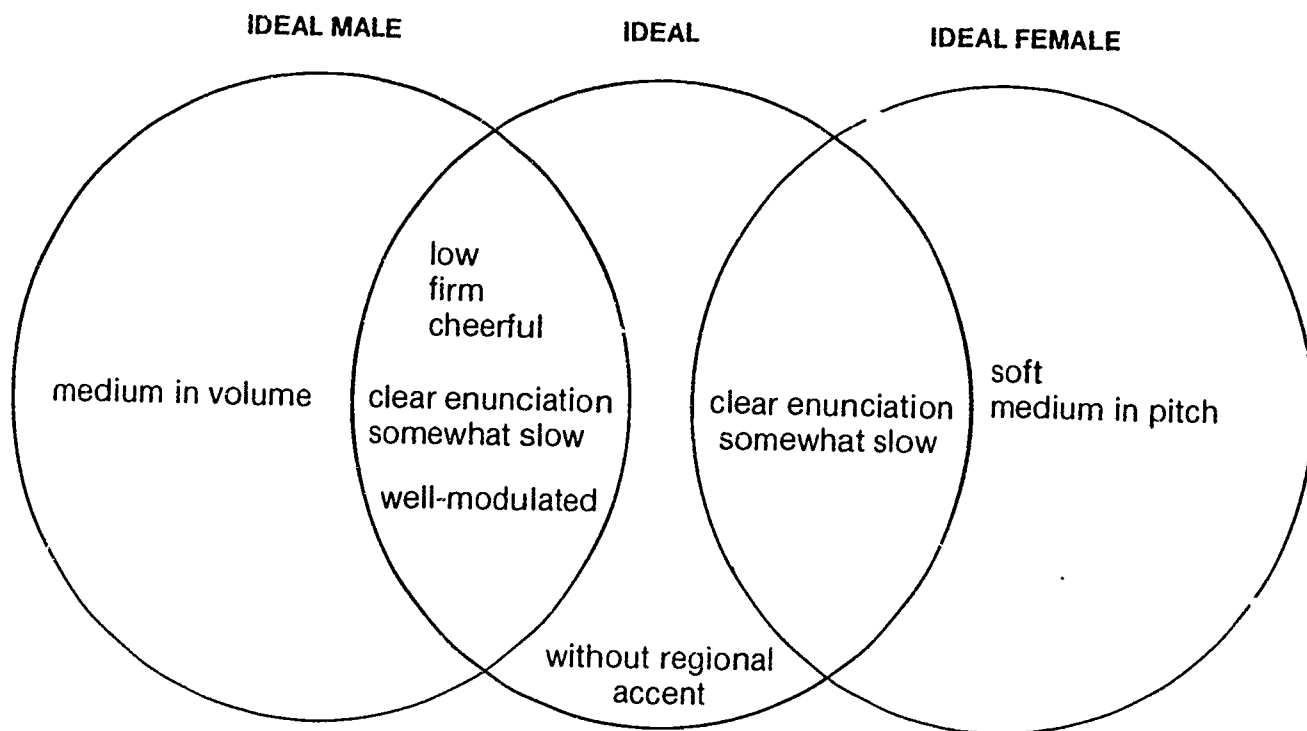 IDEAL MALE
IDEAL
IDEAL FEMALE
low
firm
cheerful
medium in volume
clear enunciation
somewhat slow
well-modulated
clear enunciation
somewhat slow
soft
medium in pitch
without regional
accent